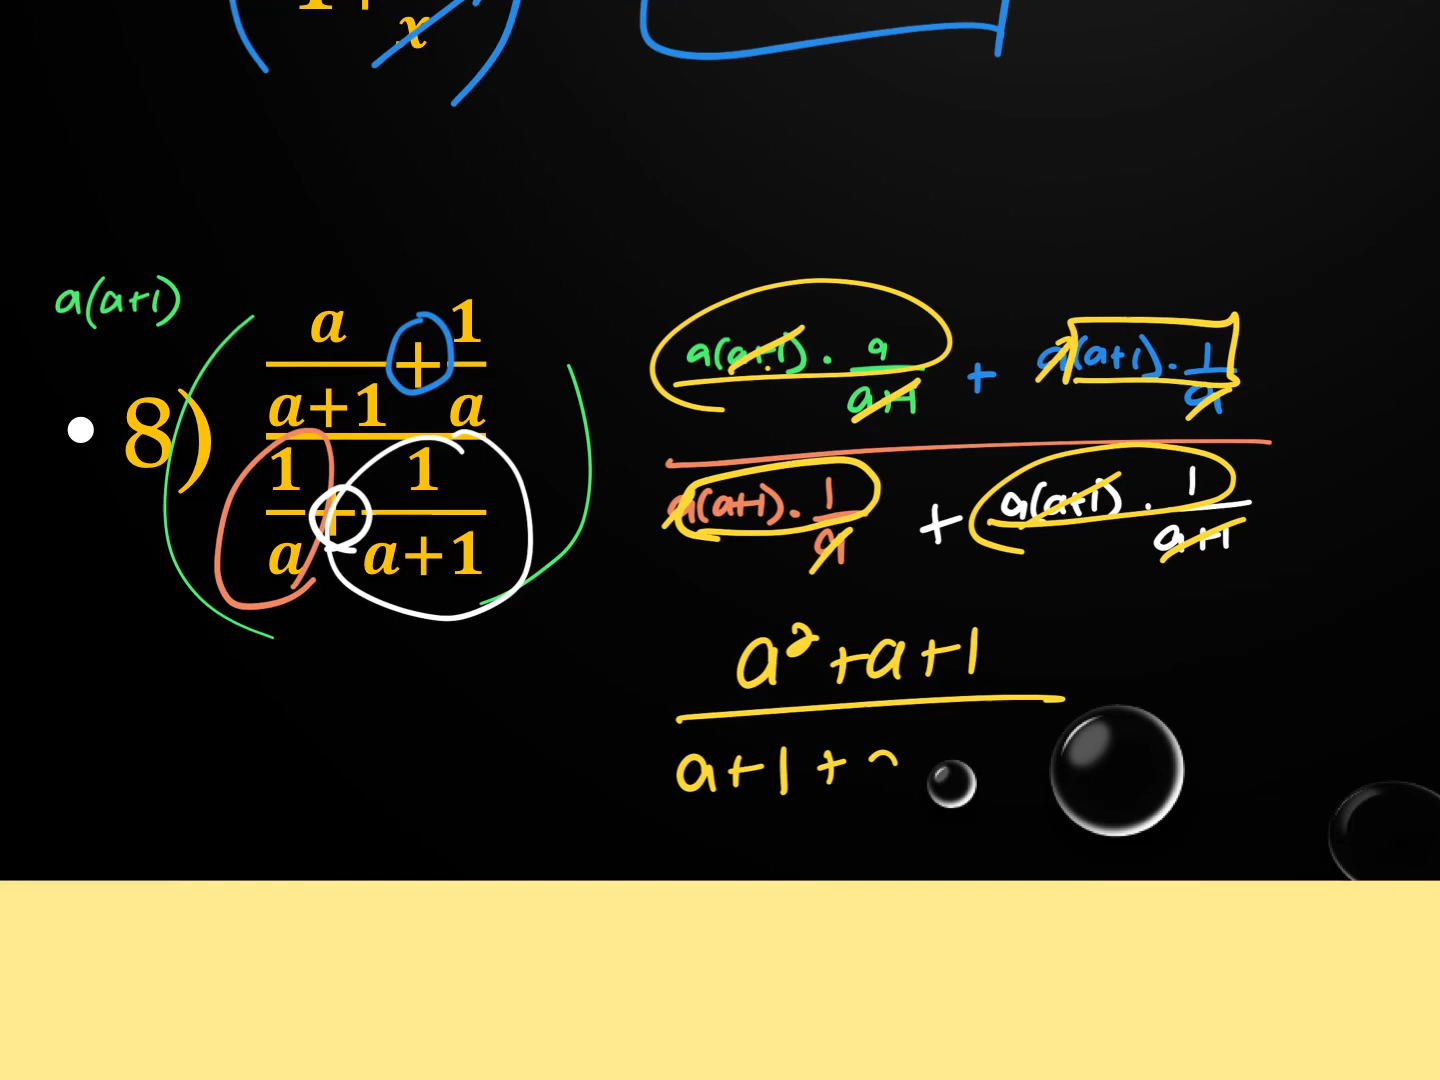 x
a(a+1)
• 8) a/(a+1) + 1/a
1/a + 1/(a+1)
a(a+1) · a/(a+1) + a(a+1) · 1/a
a(a+1) · 1/a + a(a+1) · 1/(a+1)
a² + a + 1
a + 1 +